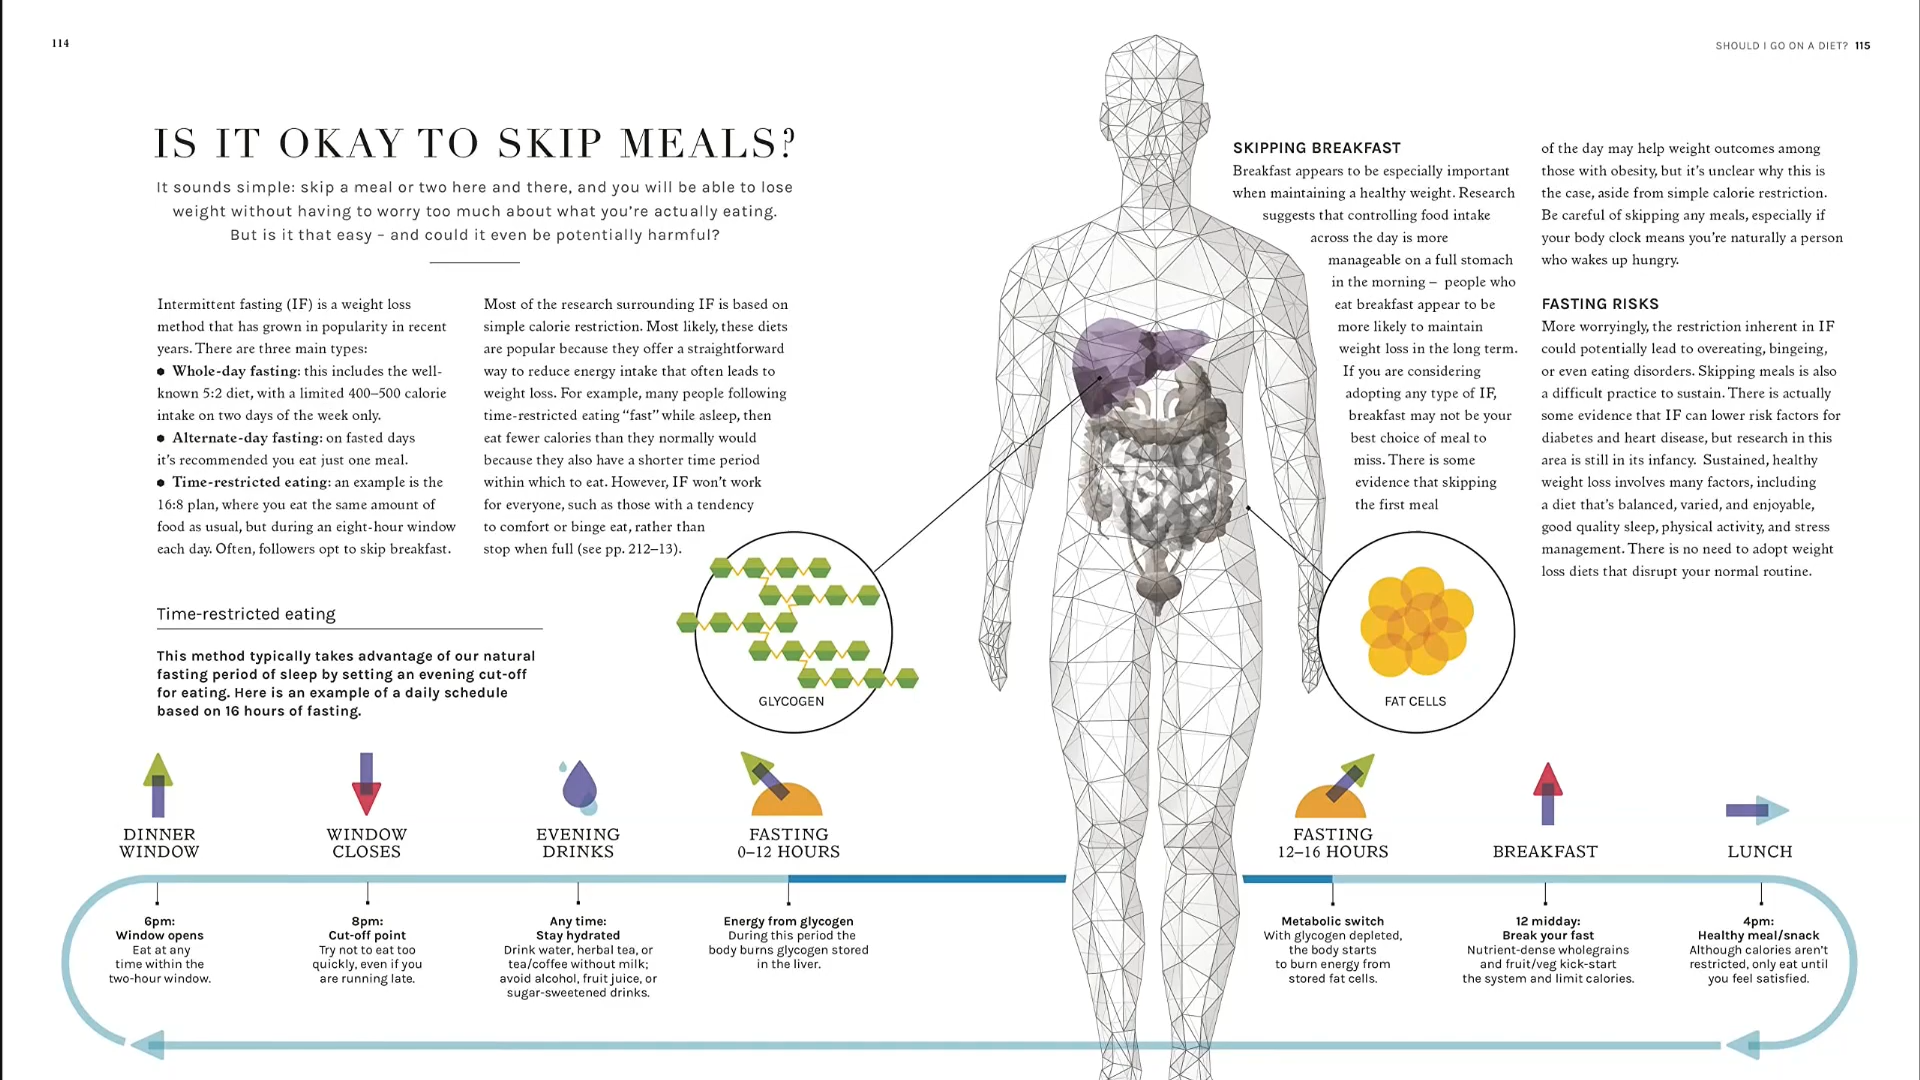 114
SHOULD I GO ON A DIET? 115
IS IT OKAY TO SKIP MEALS?
It sounds simple: skip a meal or two here and there, and you will be able to lose
weight without having to worry too much about what you’re actually eating.
But is it that easy – and could it even be potentially harmful?
Intermittent fasting (IF) is a weight loss
method that has grown in popularity in recent
years. There are three main types:
● Whole-day fasting: this includes the well-
known 5:2 diet, with a limited 400–500 calorie
intake on two days of the week only.
● Alternate-day fasting: on fasted days
it’s recommended you eat just one meal.
● Time-restricted eating: an example is the
16:8 plan, where you eat the same amount of
food as usual, but during an eight-hour window
each day. Often, followers opt to skip breakfast.
Most of the research surrounding IF is based on
simple calorie restriction. Most likely, these diets
are popular because they offer a straightforward
way to reduce energy intake that often leads to
weight loss. For example, many people following
time-restricted eating “fast” while asleep, then
eat fewer calories than they normally would
because they also have a shorter time period
within which to eat. However, IF won’t work
for everyone, such as those with a tendency
to comfort or binge eat, rather than
stop when full (see pp. 212–13).
SKIPPING BREAKFAST
Breakfast appears to be especially important
when maintaining a healthy weight. Research
suggests that controlling food intake
across the day is more
manageable on a full stomach
in the morning – people who
eat breakfast appear to be
more likely to maintain
weight loss in the long term.
If you are considering
adopting any type of IF,
breakfast may not be your
best choice of meal to
miss. There is some
evidence that skipping
the first meal
of the day may help weight outcomes among
those with obesity, but it’s unclear why this is
the case, aside from simple calorie restriction.
Be careful of skipping any meals, especially if
your body clock means you’re naturally a person
who wakes up hungry.
FASTING RISKS
More worryingly, the restriction inherent in IF
could potentially lead to overeating, bingeing,
or even eating disorders. Skipping meals is also
a difficult practice to sustain. There is actually
some evidence that IF can lower risk factors for
diabetes and heart disease, but research in this
area is still in its infancy. Sustained, healthy
weight loss involves many factors, including
a diet that’s balanced, varied, and enjoyable,
good quality sleep, physical activity, and stress
management. There is no need to adopt weight
loss diets that disrupt your normal routine.
Time-restricted eating
This method typically takes advantage of our natural
fasting period of sleep by setting an evening cut-off
for eating. Here is an example of a daily schedule
based on 16 hours of fasting.
GLYCOGEN
FAT CELLS
DINNER
WINDOW
6pm:
Window opens
Eat at any
time within the
two-hour window.
WINDOW
CLOSES
8pm:
Cut-off point
Try not to eat too
quickly, even if you
are running late.
EVENING
DRINKS
Any time:
Stay hydrated
Drink water, herbal tea, or
tea/coffee without milk;
avoid alcohol, fruit juice, or
sugar-sweetened drinks.
FASTING
0–12 HOURS
Energy from glycogen
During this period the
body burns glycogen stored
in the liver.
FASTING
12–16 HOURS
Metabolic switch
With glycogen depleted,
the body starts
to burn energy from
stored fat cells.
BREAKFAST
12 midday:
Break your fast
Nutrient-dense wholegrains
and fruit/veg kick-start
the system and limit calories.
LUNCH
4pm:
Healthy meal/snack
Although calories aren’t
restricted, only eat until
you feel satisfied.